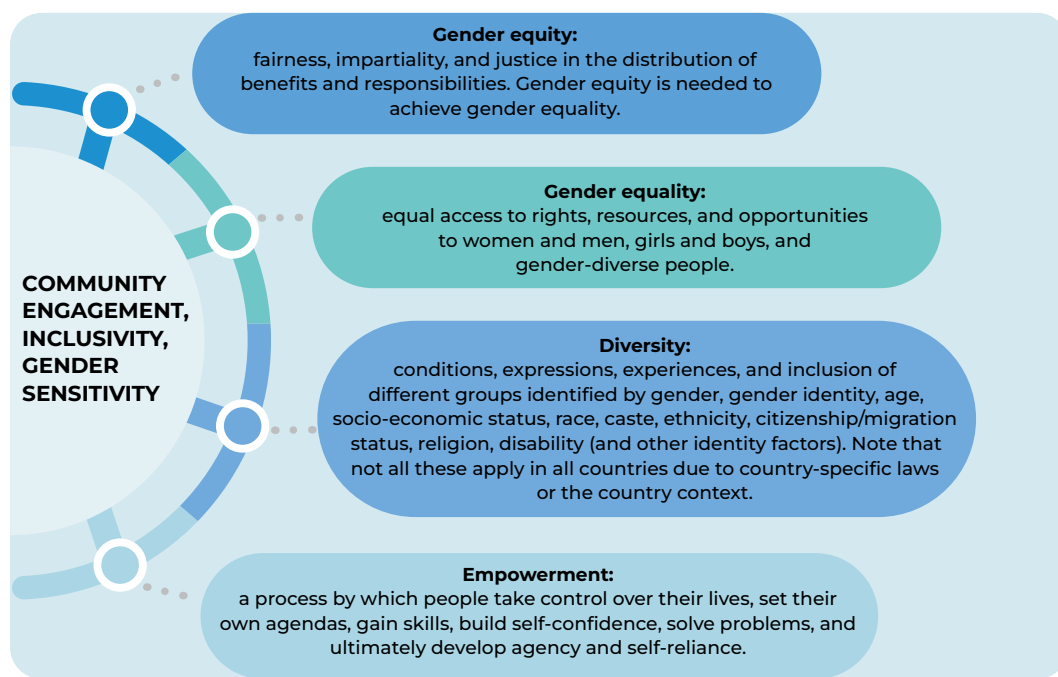 Gender equity:
fairness, impartiality, and justice in the distribution of
benefits and responsibilities. Gender equity is needed to
achieve gender equality.
Gender equality:
equal access to rights, resources, and opportunities
to women and men, girls and boys, and
gender-diverse people.
COMMUNITY
ENGAGEMENT,
INCLUSIVITY,
GENDER
SENSITIVITY
Diversity:
conditions, expressions, experiences, and inclusion of
different groups identified by gender, gender identity, age,
socio-economic status, race, caste, ethnicity, citizenship/migration
status, religion, disability (and other identity factors). Note that
not all these apply in all countries due to country-specific laws
or the country context.
Empowerment:
a process by which people take control over their lives, set their
own agendas, gain skills, build self-confidence, solve problems, and
ultimately develop agency and self-reliance.